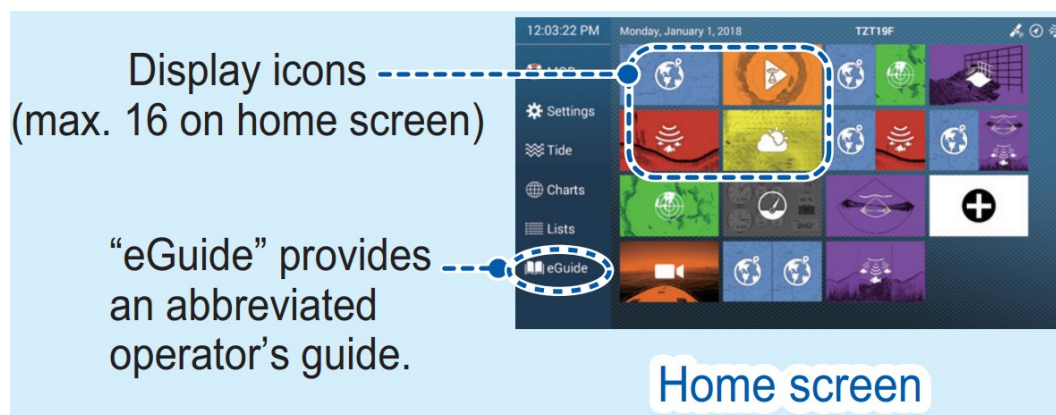 12:03:22 PM
Monday, January 1, 2018
TZT19F
Display icons
(max. 16 on home screen)
Settings
Tide
Charts
Lists
eGuide
“eGuide” provides
an abbreviated
operator’s guide.
Home screen